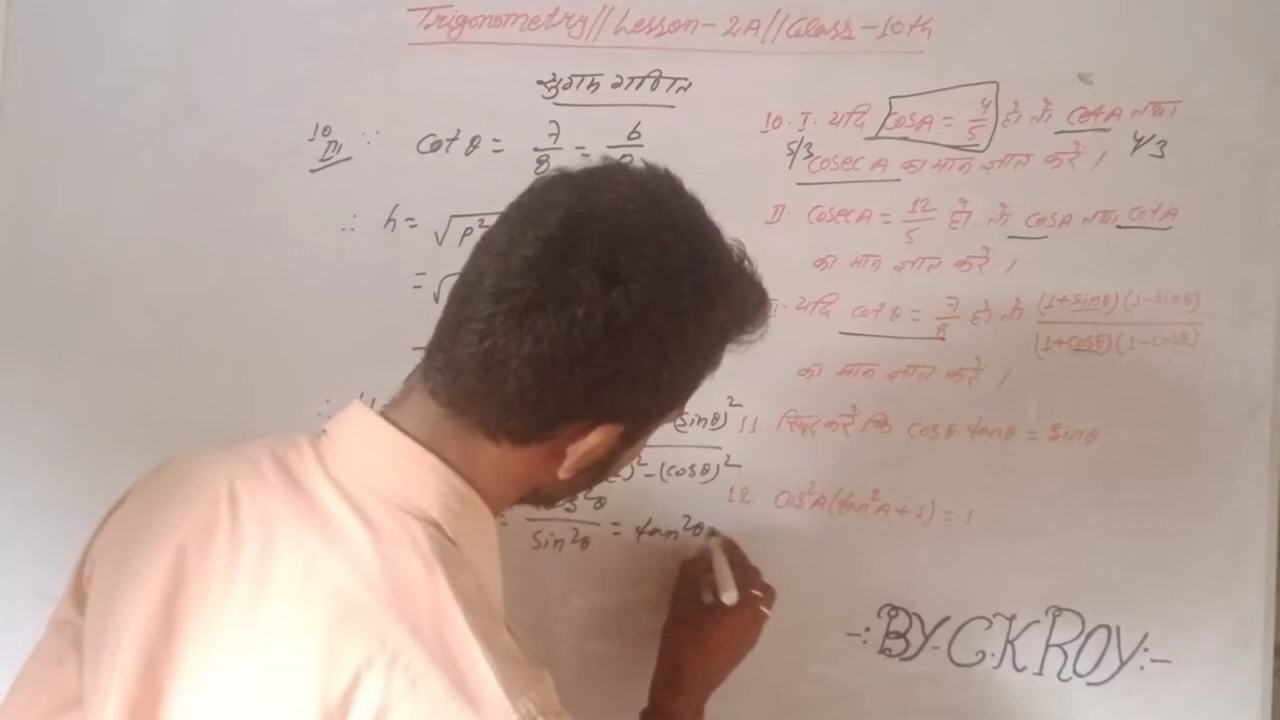 Trigonometry//Lesson-2A//Class-10th
सुगम गणित
10 III ∵ cotθ = 7/8 = b/
∴ h = √p²
= √
∴
(sinθ)²
)² - (cosθ)²
= cos²θ/sin²θ = tan²θ
10. I. यदि cosA = 4/5 हो तो cotA तथा
5/3 cosecA का मान ज्ञात करें। 4/3
II. cosecA = 12/5 हो तो cosA तथा cotA
का मान ज्ञात करें।
यदि cotθ = 7/8 हो तो (1+sinθ)(1-sinθ)/(1+cosθ)(1-cosθ)
का मान ज्ञात करें।
11. सिद्ध करें कि cosθ tanθ = sinθ
12. cos²A(tan²A+1) = 1
-:BY-C.K ROY:-